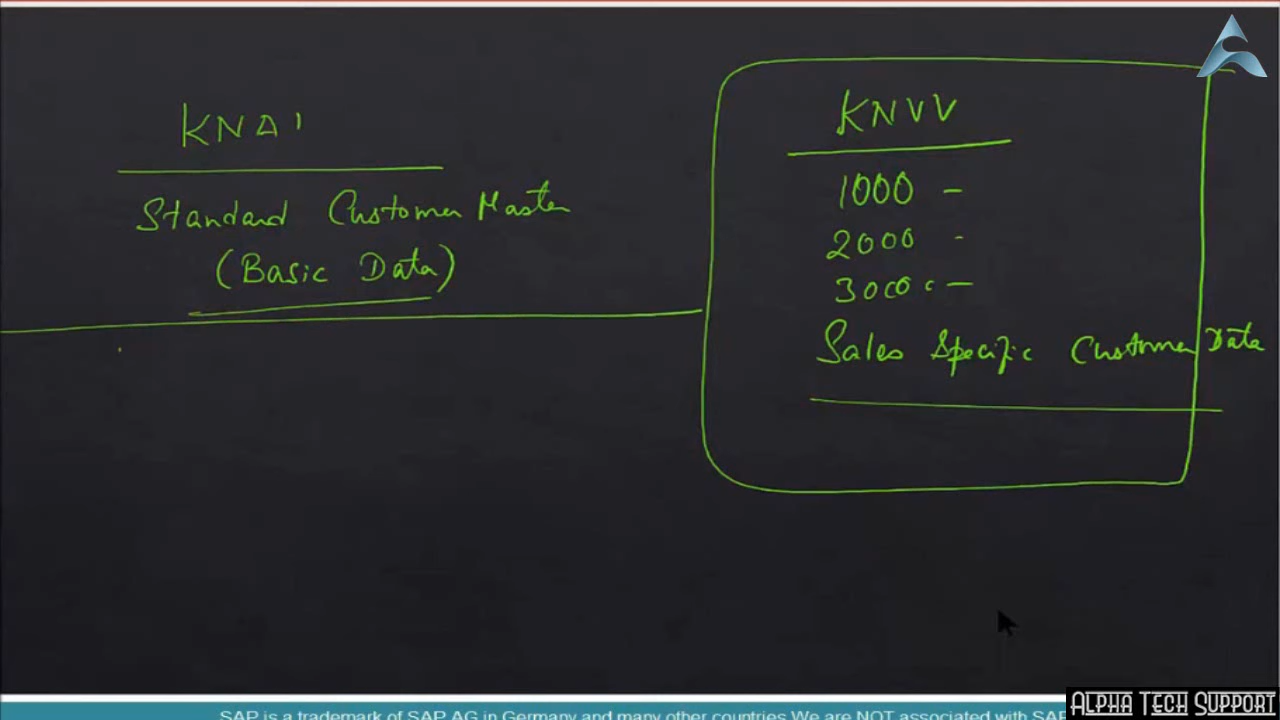 KNA1
Standard Customer Master
(Basic Data)
KNVV
1000 -
2000 -
3000 -
Sales Specific Customer Data
SAP is a trademark of SAP AG in Germany and many other countries.We are NOT associated with SAP
ALPHA TECH SUPPORT